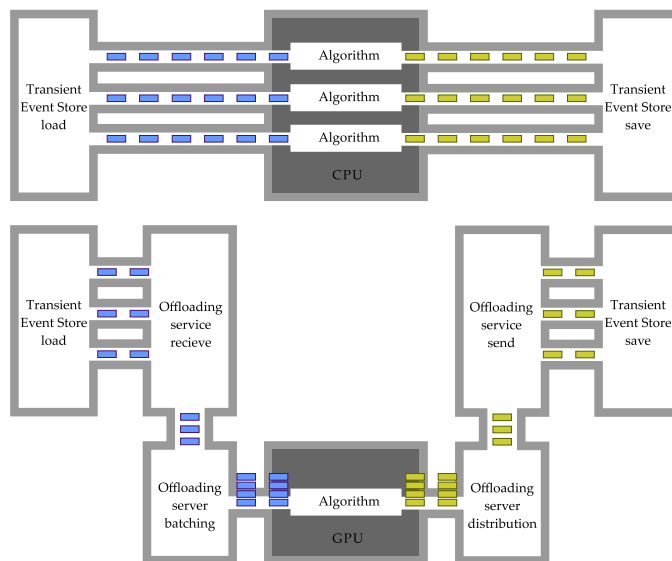 Transient
Event Store
load
Algorithm
Algorithm
Algorithm
CPU
Transient
Event Store
save
Transient
Event Store
load
Offloading
service
recieve
Offloading
server
batching
Algorithm
GPU
Offloading
service
send
Offloading
server
distribution
Transient
Event Store
save